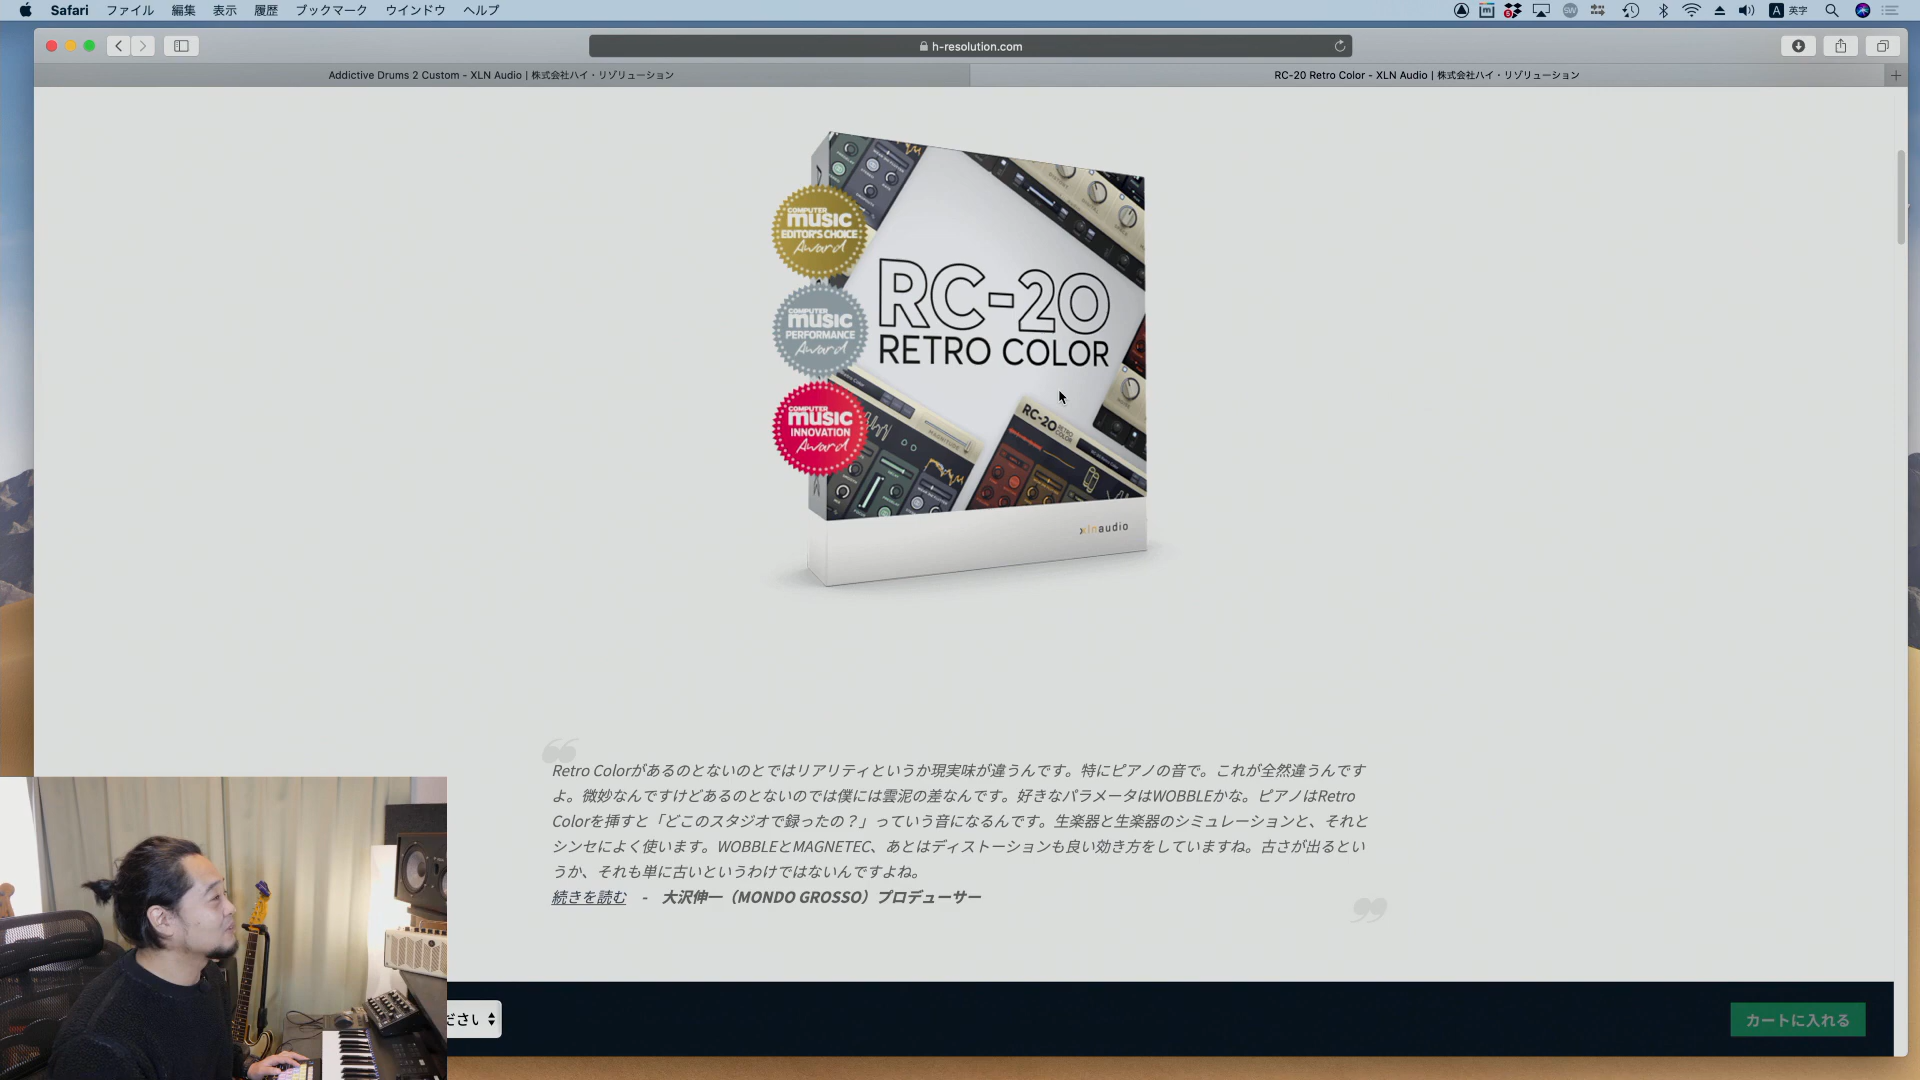 Safari ファイル 編集 表示 履歴 ブックマーク ウインドウ ヘルプ
A 英字
h-resolution.com
Addictive Drums 2 Custom - XLN Audio | 株式会社ハイ・リゾリューション
RC-20 Retro Color - XLN Audio | 株式会社ハイ・リゾリューション
COMPUTER
music
EDITOR'S CHOICE
Award
COMPUTER
music
PERFORMANCE
Award
COMPUTER
music
INNOVATION
Award
RC-20
RETRO COLOR
RC-20 RETRO COLOR
MAGNITUDE
xlnaudio
Retro Colorがあるのとないのとではリアリティというか現実味が違うんです。特にピアノの音で。これが全然違うんです
よ。微妙なんですけどあるのとないのでは僕には雲泥の差なんです。好きなパラメータはWOBBLEかな。ピアノはRetro
Colorを挿すと「どこのスタジオで録ったの？」っていう音になるんです。生楽器と生楽器のシミュレーションと、それと
シンセによく使います。WOBBLEとMAGNETEC、あとはディストーションも良い効き方をしていますね。古さが出るとい
うか、それも単に古いというわけではないんですよね。
続きを読む - 大沢伸一（MONDO GROSSO）プロデューサー
ださい
カートに入れる